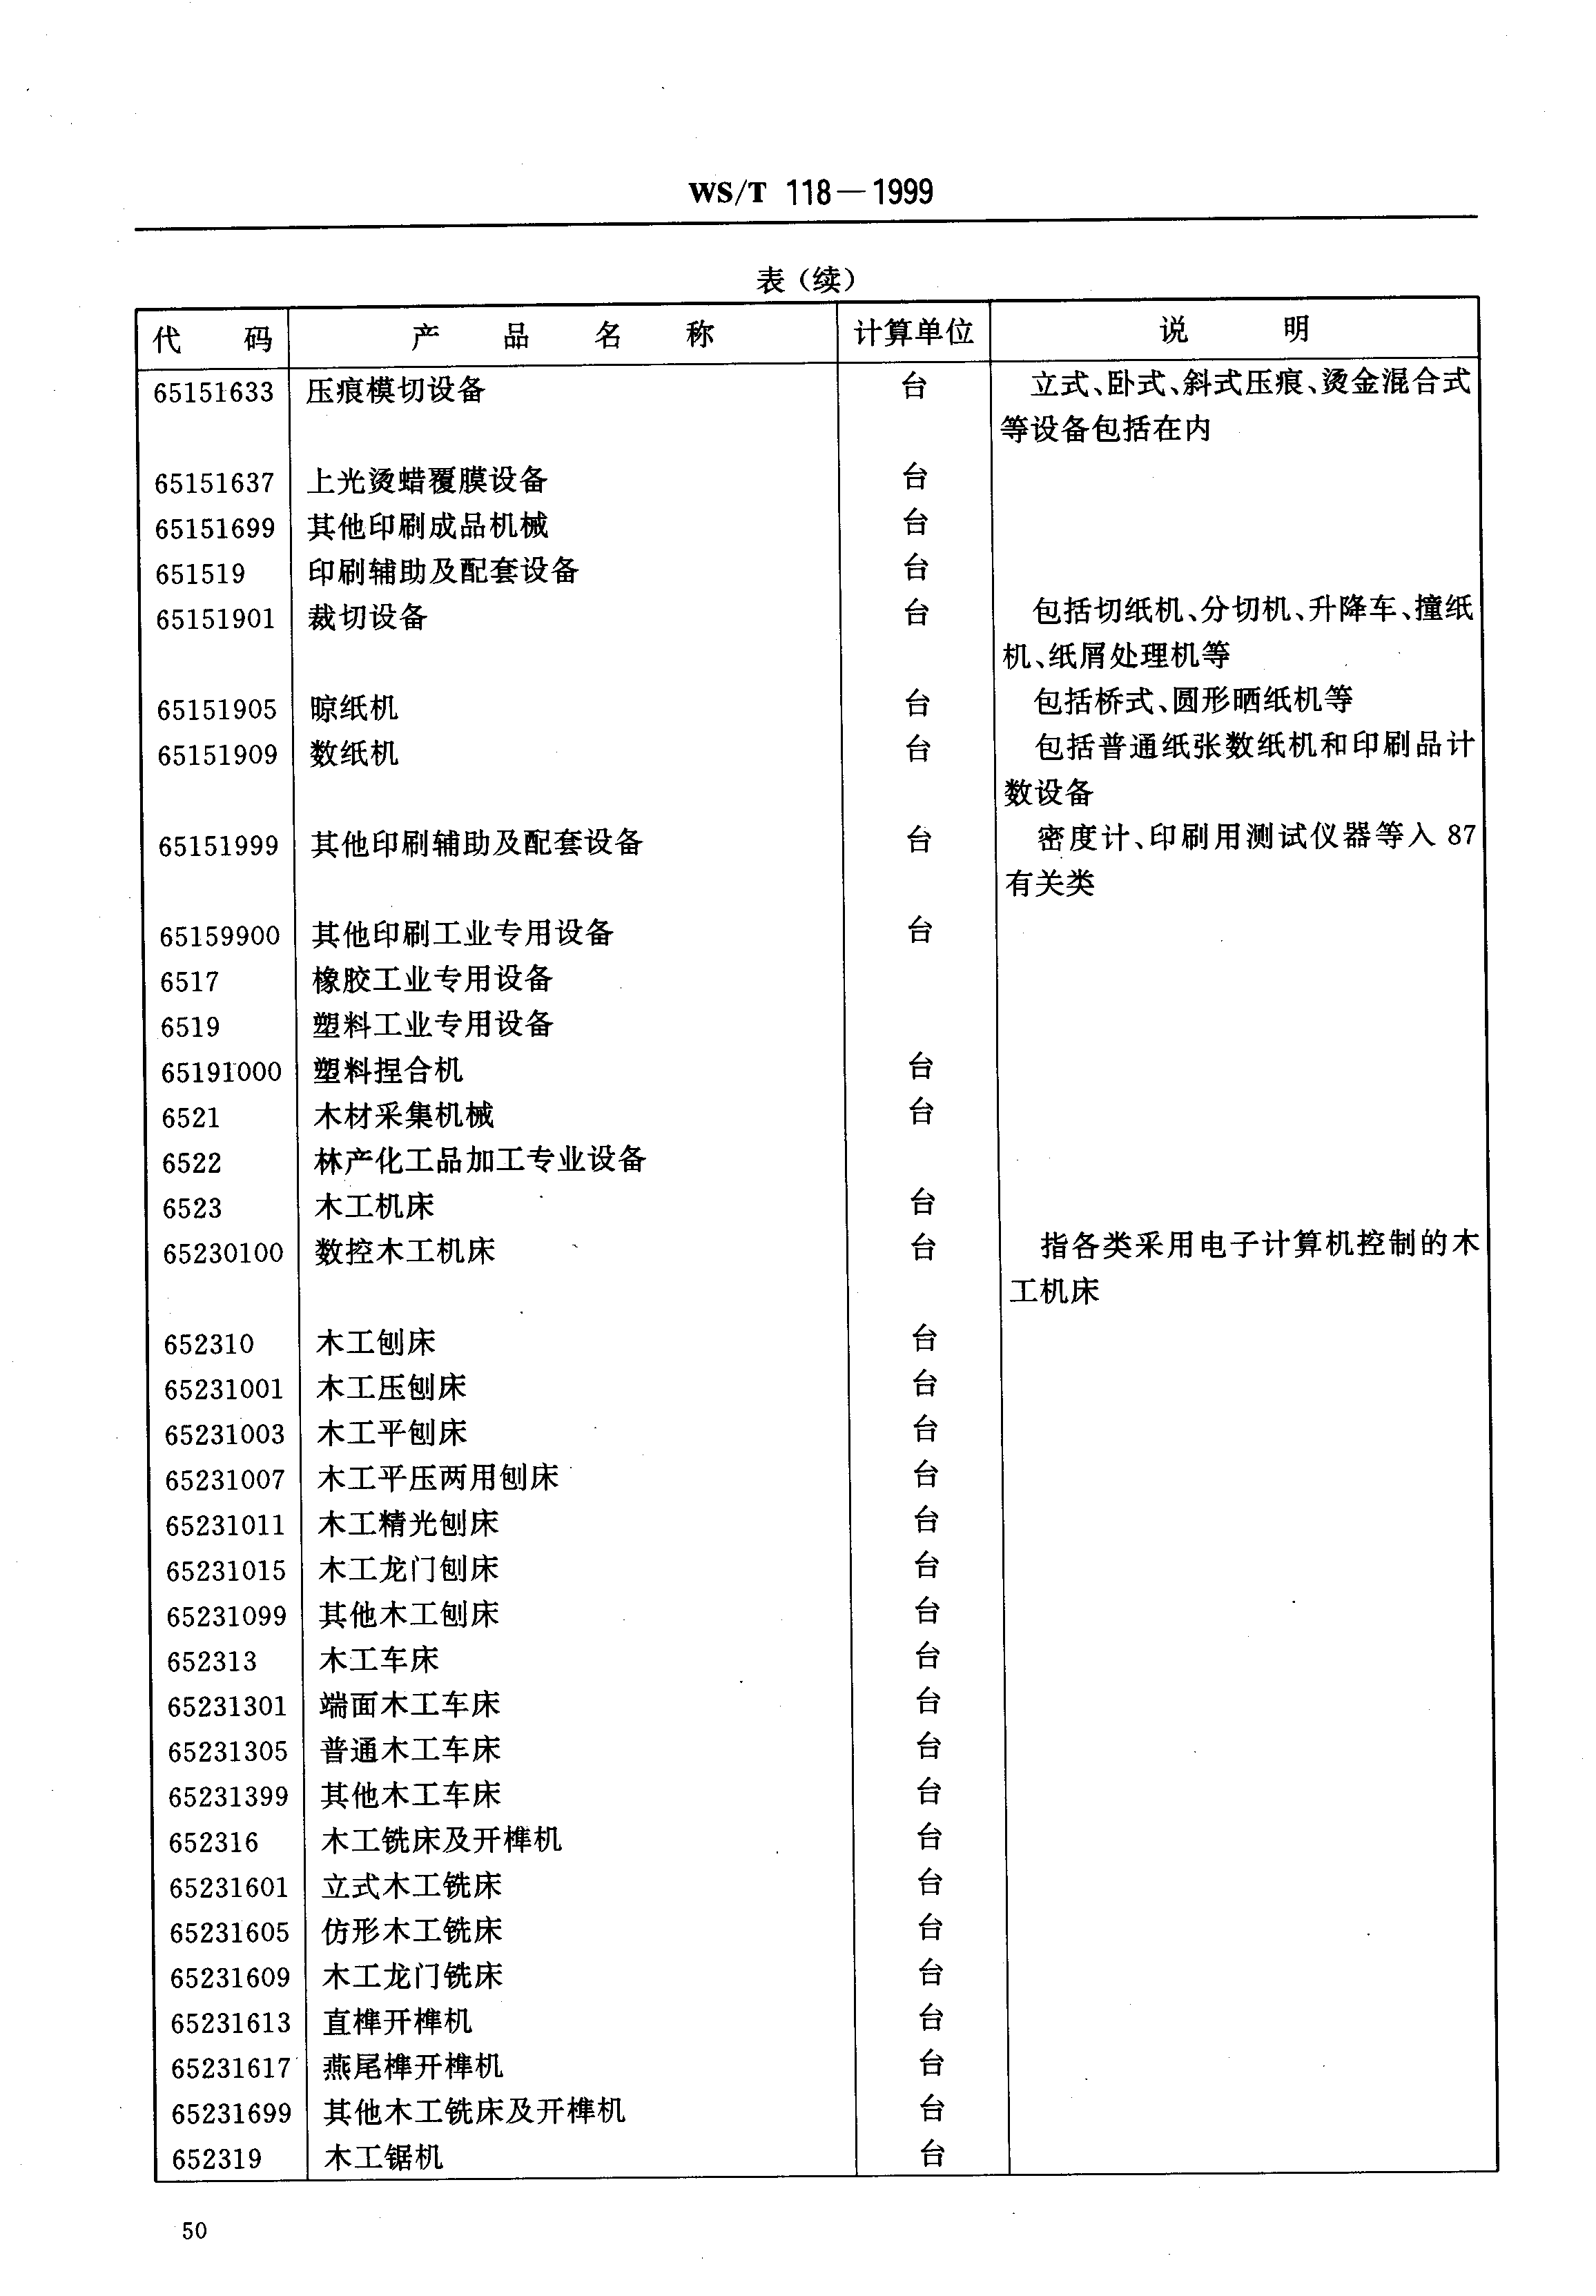 WS/T 118—1999
表（续）
代 码 产 品 名 称 计算单位 说 明
65151633 压痕模切设备 台 立式、卧式、斜式压痕、烫金混合式
等设备包括在内
65151637 上光烫蜡覆膜设备 台
65151699 其他印刷成品机械 台
651519 印刷辅助及配套设备 台
65151901 裁切设备 台 包括切纸机、分切机、升降车、撞纸
机、纸屑处理机等
65151905 晾纸机 台 包括桥式、圆形晒纸机等
65151909 数纸机 台 包括普通纸张数纸机和印刷品计
数设备
65151999 其他印刷辅助及配套设备 台 密度计、印刷用测试仪器等入 87
有关类
65159900 其他印刷工业专用设备 台
6517 橡胶工业专用设备
6519 塑料工业专用设备
65191000 塑料捏合机 台
6521 木材采集机械 台
6522 林产化工品加工专业设备
6523 木工机床 台
65230100 数控木工机床 台 指各类采用电子计算机控制的木
工机床
652310 木工刨床 台
65231001 木工压刨床 台
65231003 木工平刨床 台
65231007 木工平压两用刨床 台
65231011 木工精光刨床 台
65231015 木工龙门刨床 台
65231099 其他木工刨床 台
652313 木工车床 台
65231301 端面木工车床 台
65231305 普通木工车床 台
65231399 其他木工车床 台
652316 木工铣床及开榫机 台
65231601 立式木工铣床 台
65231605 仿形木工铣床 台
65231609 木工龙门铣床 台
65231613 直榫开榫机 台
65231617 燕尾榫开榫机 台
65231699 其他木工铣床及开榫机 台
652319 木工锯机 台
50